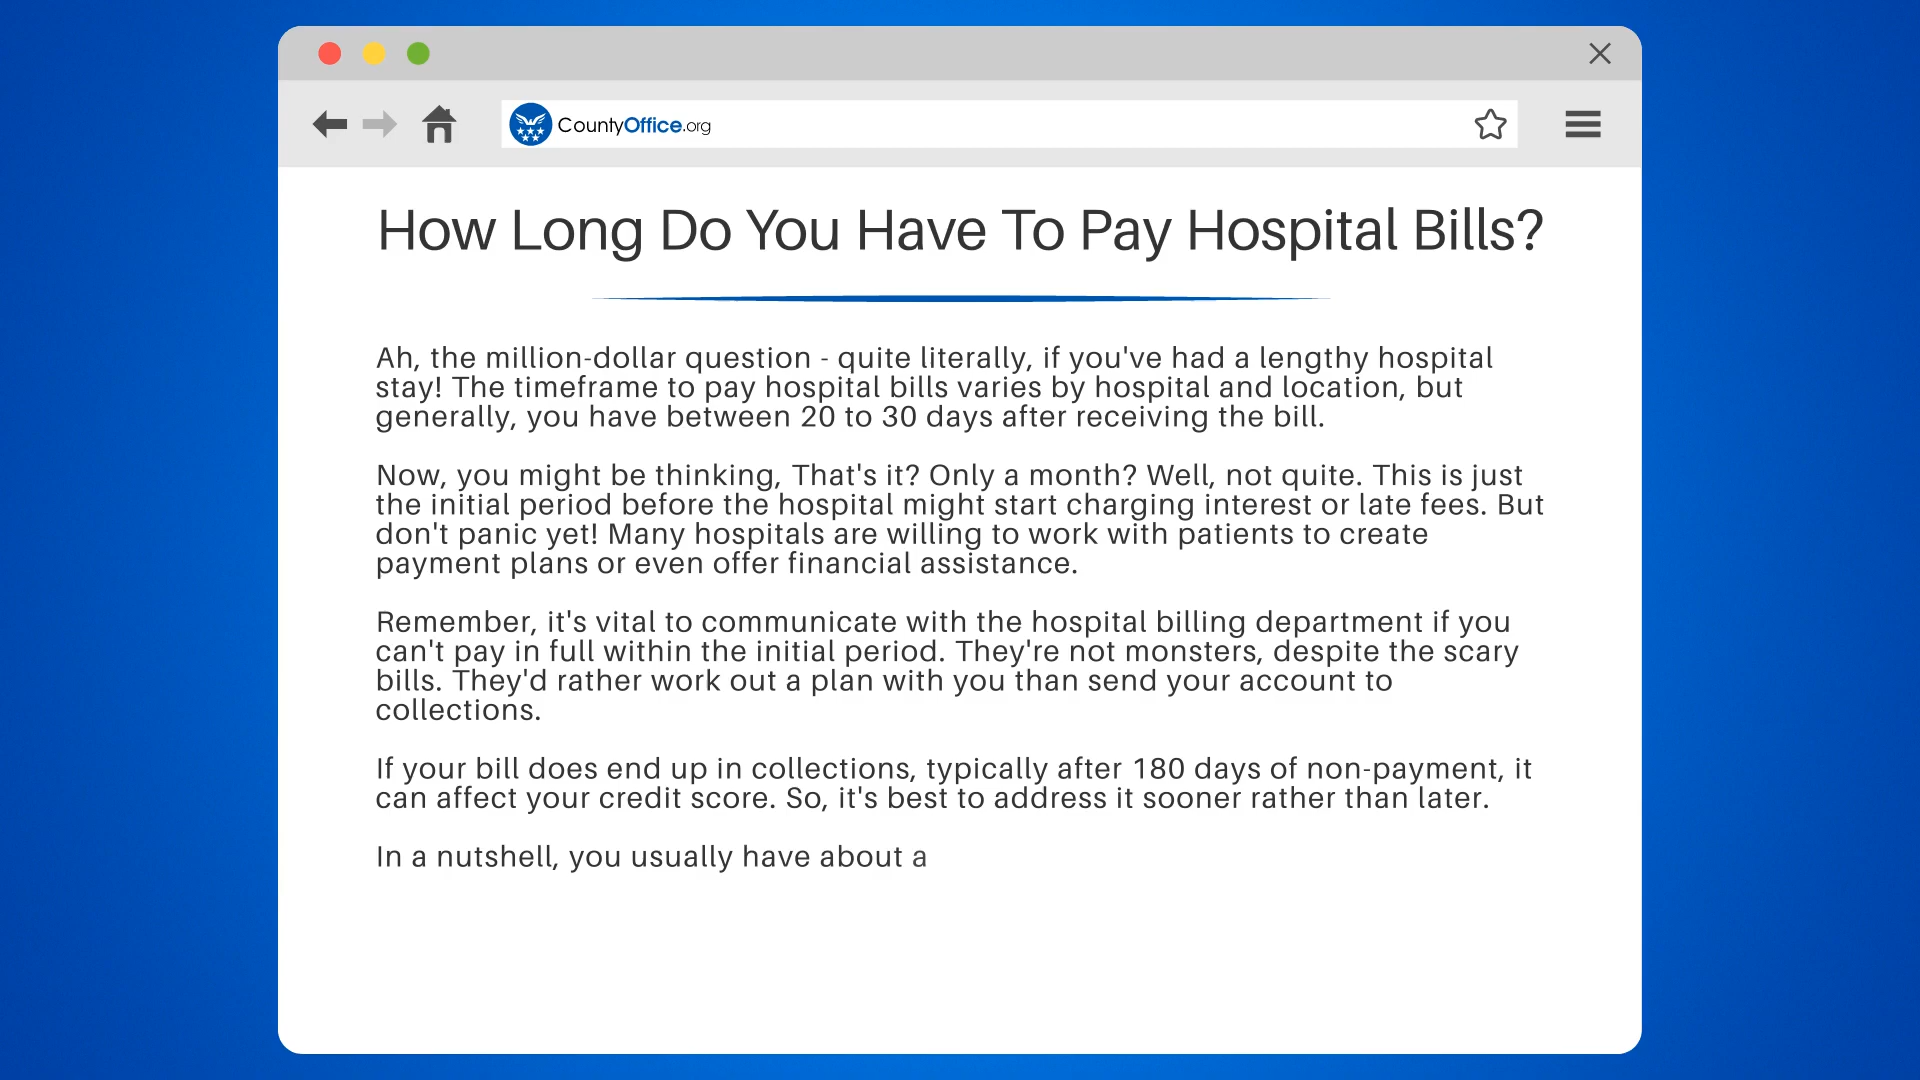 CountyOffice.org
How Long Do You Have To Pay Hospital Bills?
Ah, the million-dollar question - quite literally, if you've had a lengthy hospital
stay! The timeframe to pay hospital bills varies by hospital and location, but
generally, you have between 20 to 30 days after receiving the bill.
Now, you might be thinking, That's it? Only a month? Well, not quite. This is just
the initial period before the hospital might start charging interest or late fees. But
don't panic yet! Many hospitals are willing to work with patients to create
payment plans or even offer financial assistance.
Remember, it's vital to communicate with the hospital billing department if you
can't pay in full within the initial period. They're not monsters, despite the scary
bills. They'd rather work out a plan with you than send your account to
collections.
If your bill does end up in collections, typically after 180 days of non-payment, it
can affect your credit score. So, it's best to address it sooner rather than later.
In a nutshell, you usually have about a